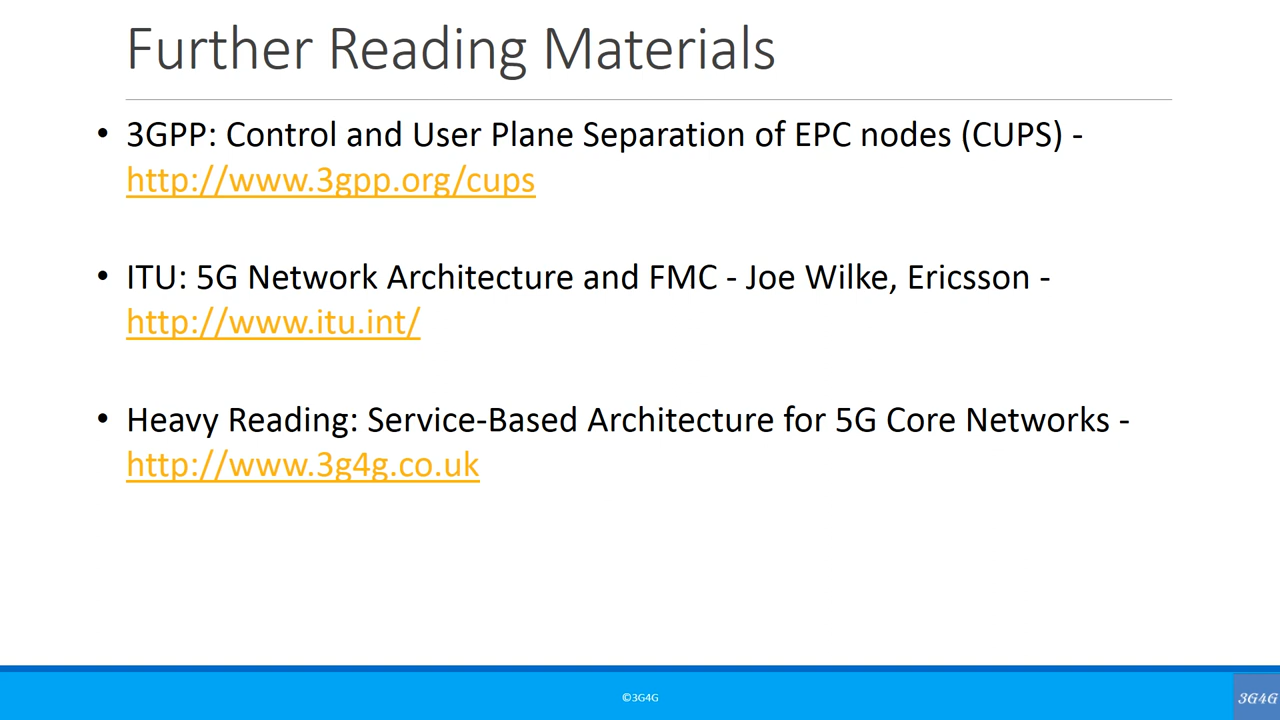 Further Reading Materials
• 3GPP: Control and User Plane Separation of EPC nodes (CUPS) -
http://www.3gpp.org/cups
• ITU: 5G Network Architecture and FMC - Joe Wilke, Ericsson -
http://www.itu.int/
• Heavy Reading: Service-Based Architecture for 5G Core Networks -
http://www.3g4g.co.uk
©3G4G
3G4G